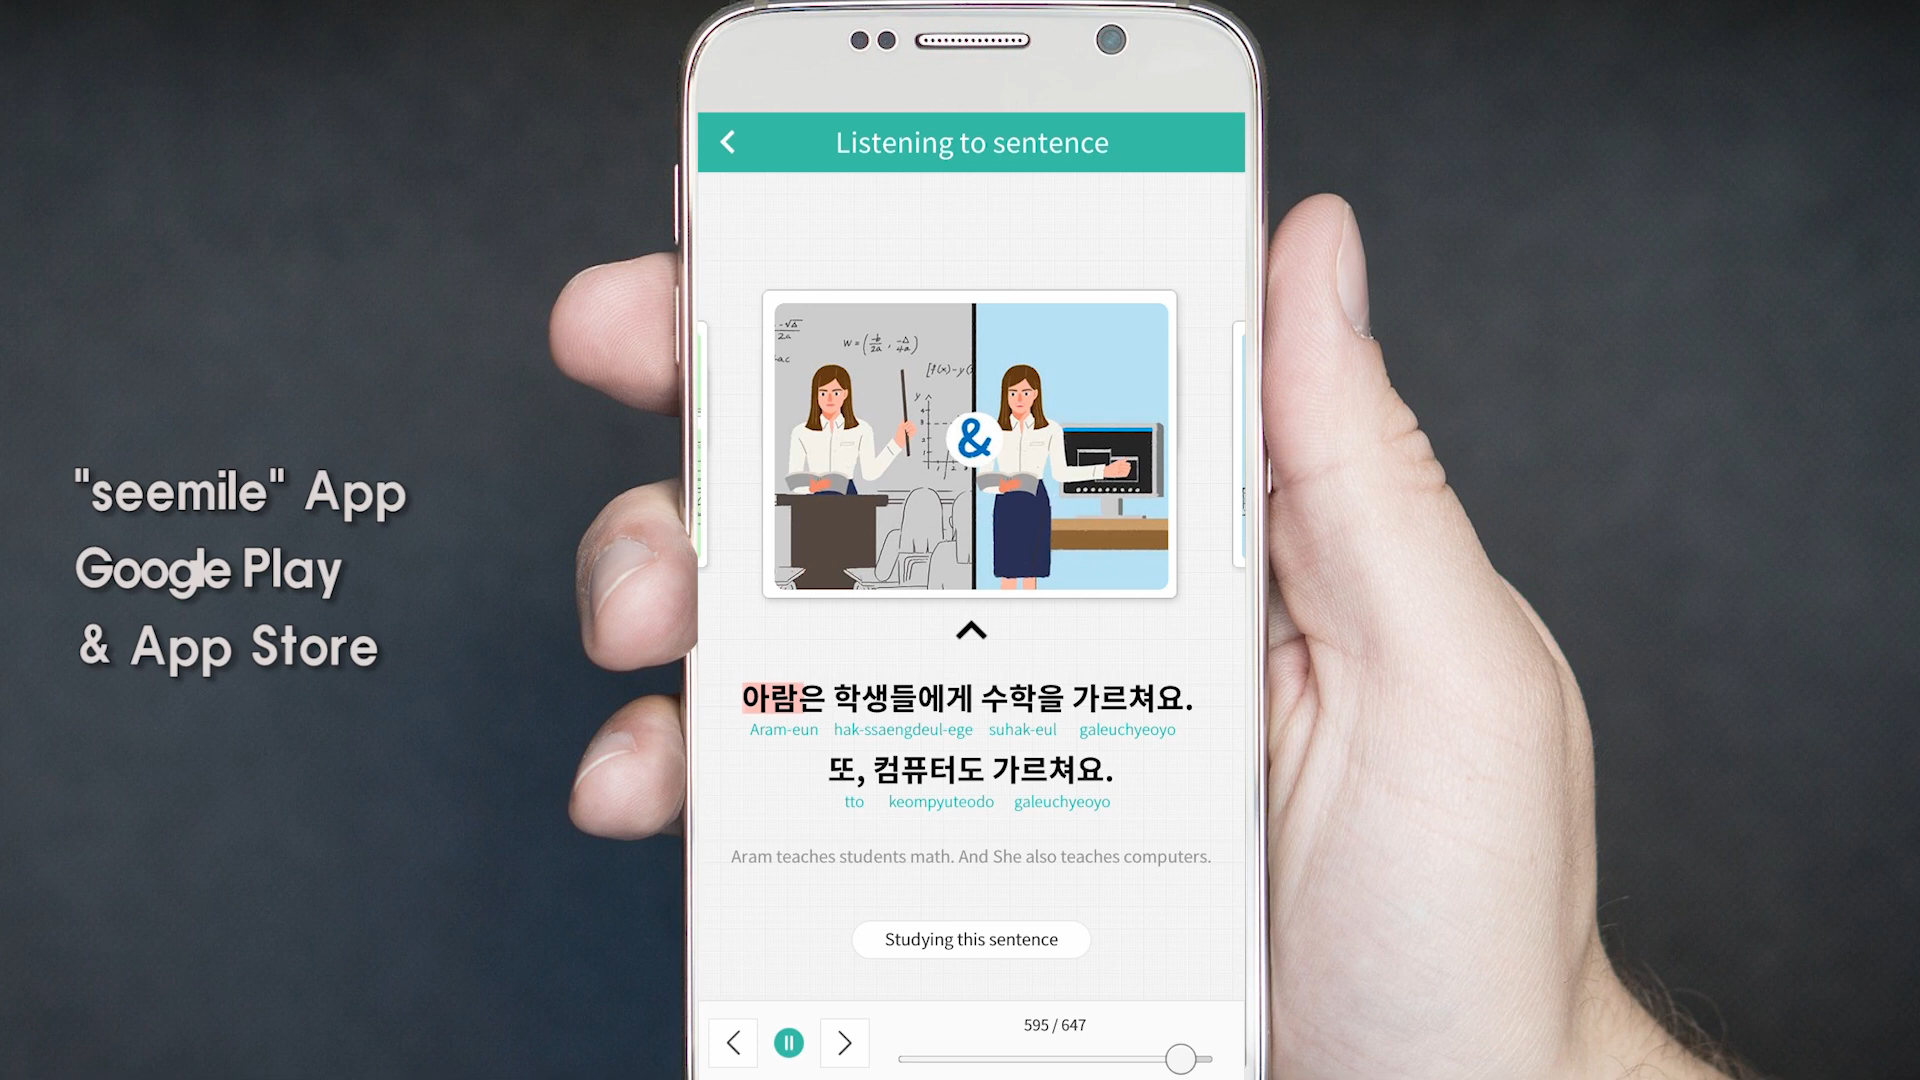 "seemile" App
Google Play
& App Store
Listening to sentence
&
아람은 학생들에게 수학을 가르쳐요.
Aram-eun hak-ssaengdeul-ege suhak-eul galeuchyeoyo
또, 컴퓨터도 가르쳐요.
tto keompyuteodo galeuchyeoyo
Aram teaches students math. And She also teaches computers.
Studying this sentence
595 / 647